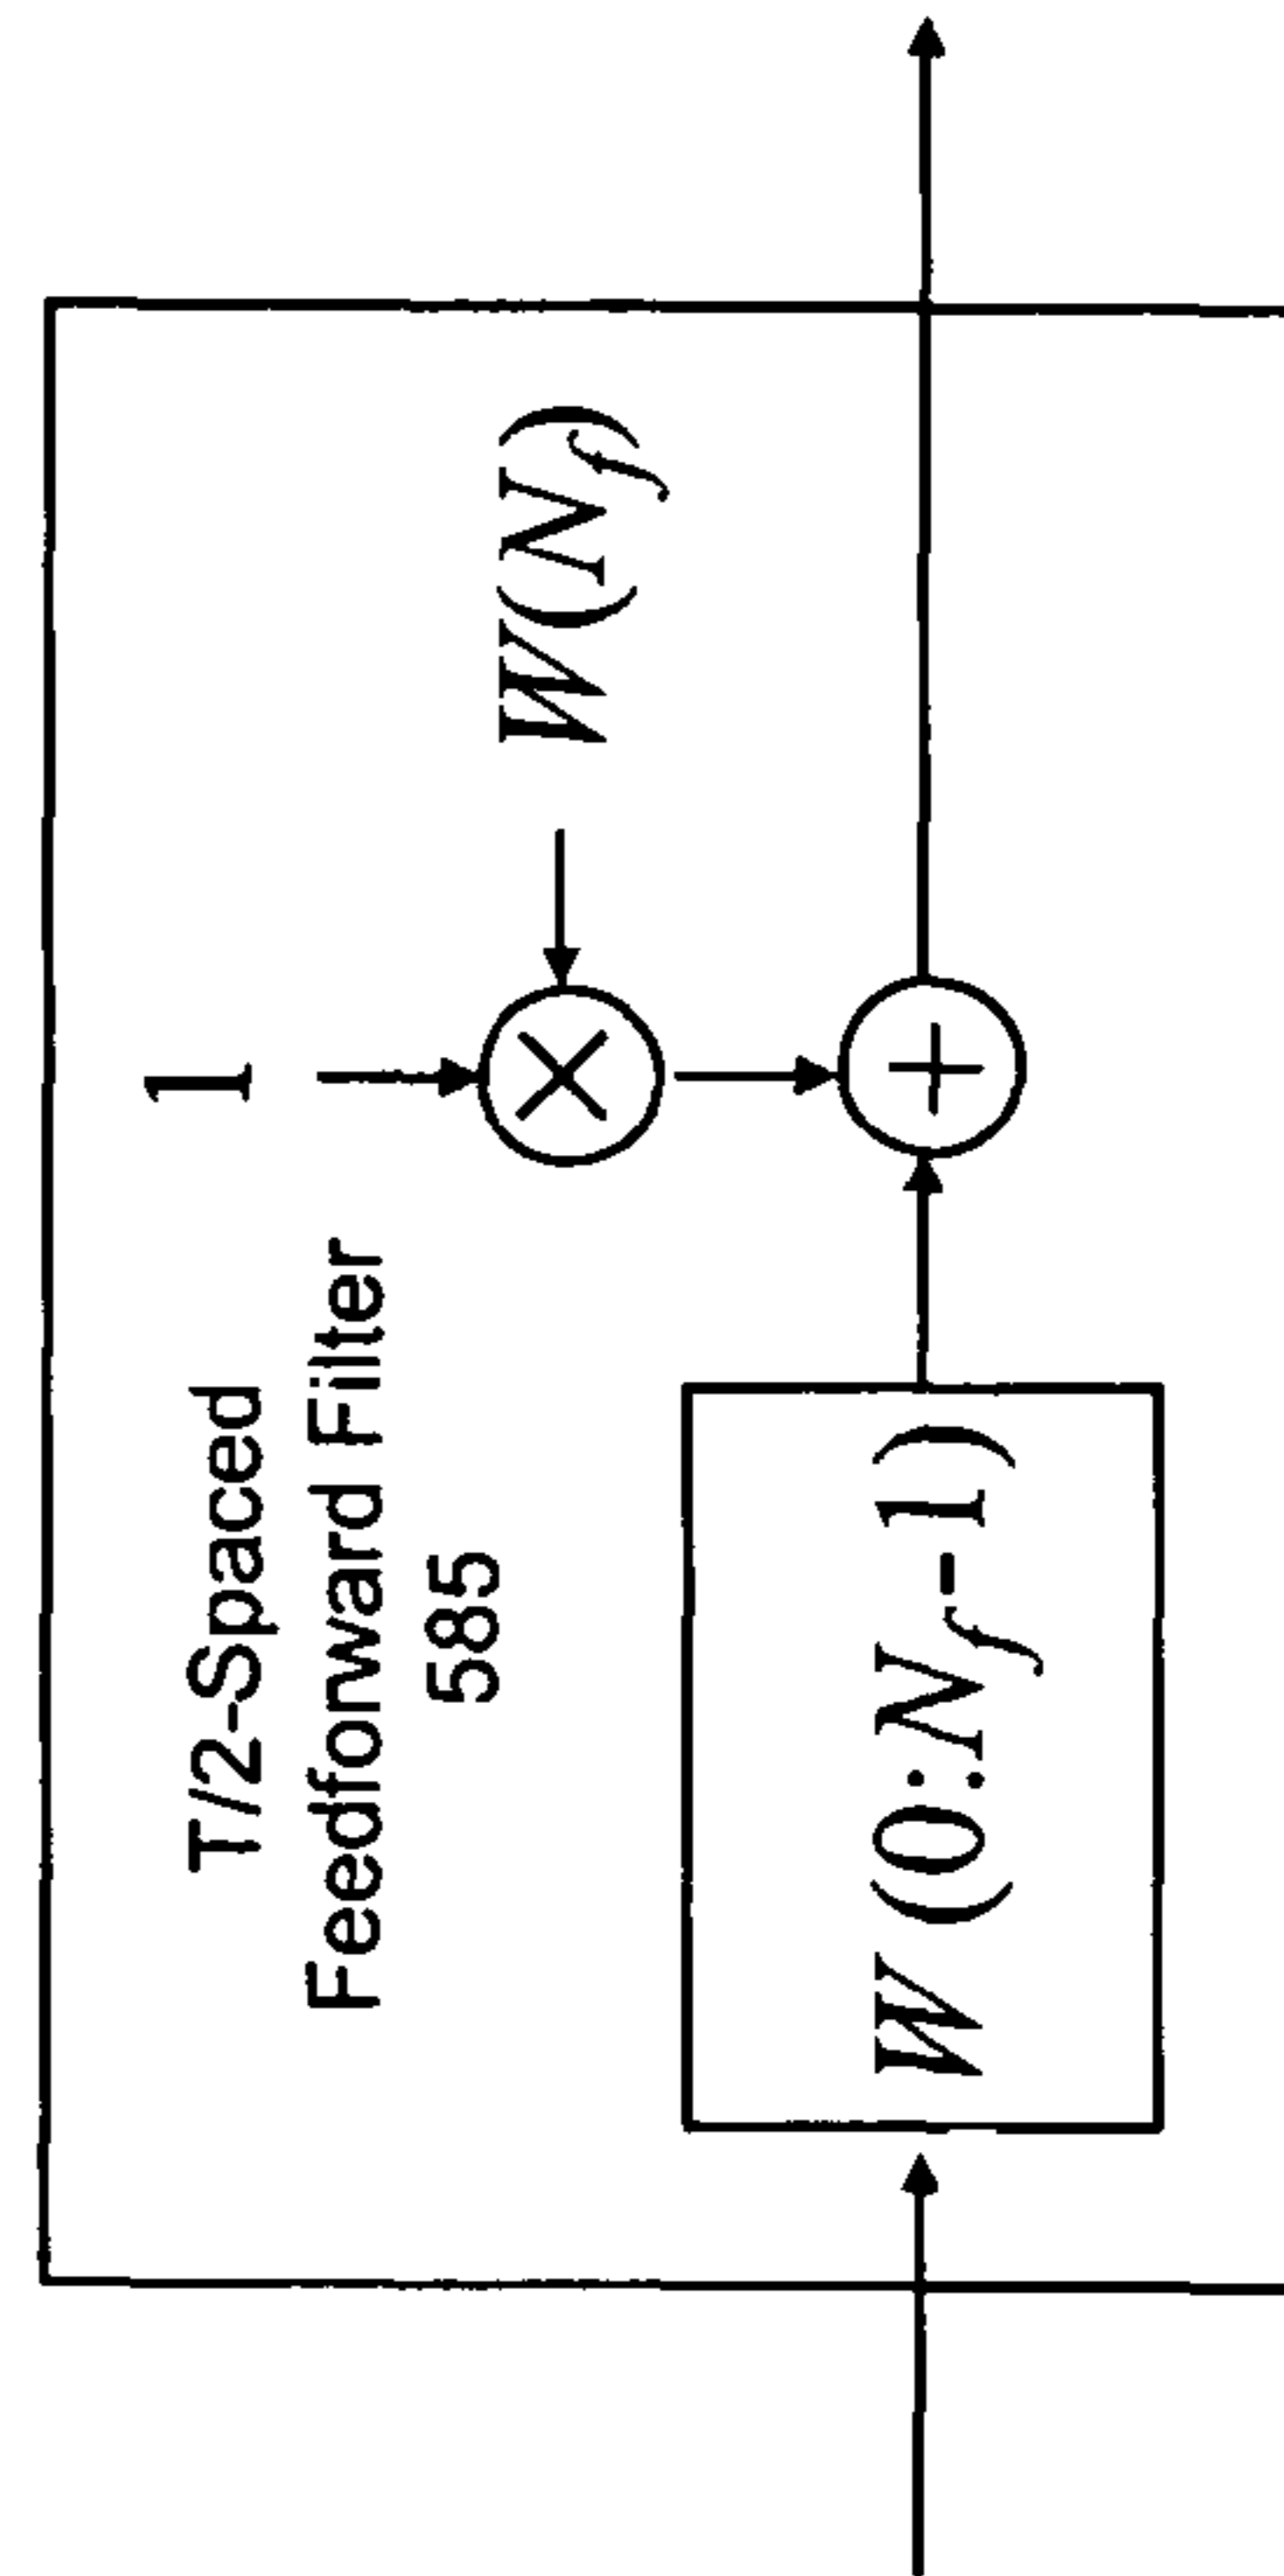 T/2-Spaced
Feedforward Filter
585
1
W(N_f)
W (0:N_f-1)